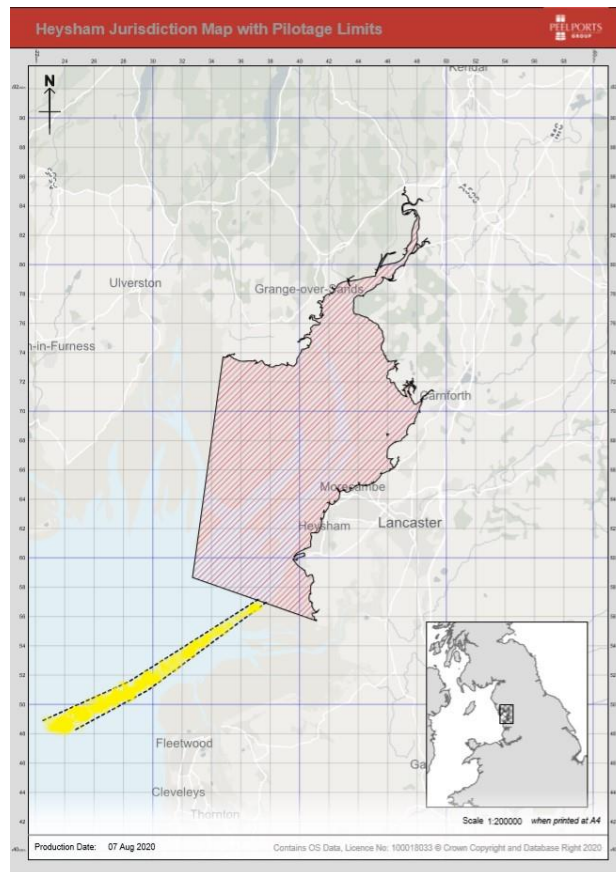 Heysham Jurisdiction Map with Pilotage Limits
PEELPORTS
GROUP
N
Kendal
Ulverston
Grange-over-Sands
n-in-Furness
Carnforth
Morecambe
Heysham
Lancaster
Fleetwood
Cleveleys
Thornton
Ga
Scale 1:200000 when printed at A4
Production Date: 07 Aug 2020
Contains OS Data, Licence No: 100018033 © Crown Copyright and Database Right 2020